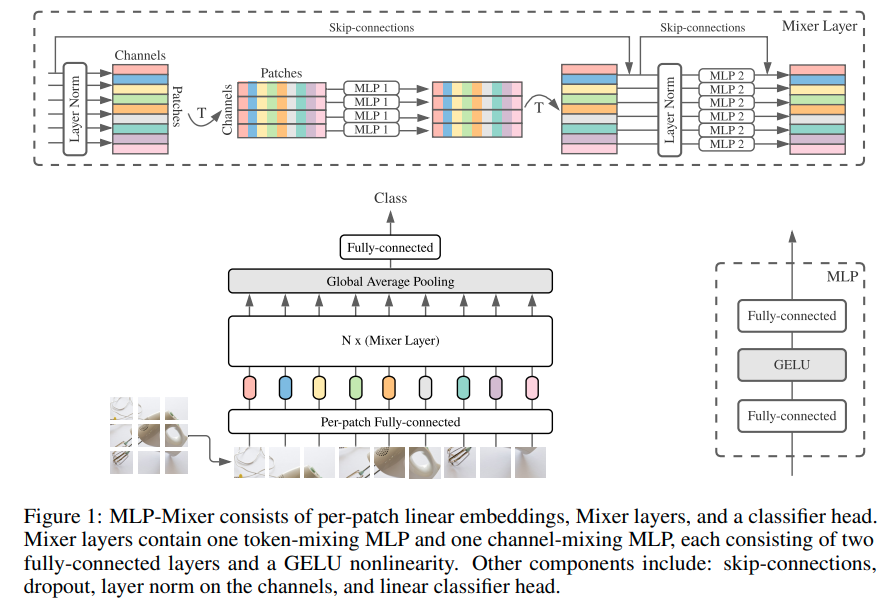 Skip-connections
Skip-connections
Mixer Layer
Channels
Layer Norm
Patches
T
Patches
Channels
MLP 1
MLP 1
MLP 1
MLP 1
T
Layer Norm
MLP 2
MLP 2
MLP 2
MLP 2
MLP 2
MLP 2
Class
Fully-connected
Global Average Pooling
N x (Mixer Layer)
Per-patch Fully-connected
MLP
Fully-connected
GELU
Fully-connected
Figure 1: MLP-Mixer consists of per-patch linear embeddings, Mixer layers, and a classifier head.
Mixer layers contain one token-mixing MLP and one channel-mixing MLP, each consisting of two
fully-connected layers and a GELU nonlinearity. Other components include: skip-connections,
dropout, layer norm on the channels, and linear classifier head.